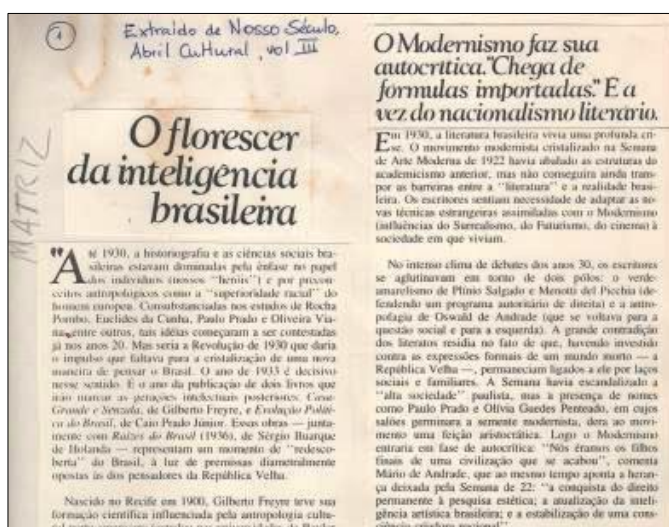 1
Extraído de Nosso Século,
Abril Cultural, vol III
MATRIZ
O florescer
da inteligência
brasileira
"Até 1930, a historiografia e as ciências sociais bra-
sileiras estavam dominadas pela ênfase no papel
dos indivíduos (nossos "heróis") e por precon-
ceitos antropológicos como a "superioridade racial" do
homem europeu. Consubstanciadas nos estudos de Rocha
Pombo, Euclides da Cunha, Paulo Prado e Oliveira Via-
na, entre outros, tais idéias começaram a ser contestadas
já nos anos 20. Mas seria a Revolução de 1930 que daria
o impulso que faltava para a cristalização de uma nova
maneira de pensar o Brasil. O ano de 1933 é decisivo
nesse sentido. É o ano da publicação de dois livros que
irão marcar as gerações intelectuais posteriores: Casa-
Grande e Senzala, de Gilberto Freyre, e Evolução Políti-
ca do Brasil, de Caio Prado Júnior. Essas obras — junta-
mente com Raízes do Brasil (1936), de Sérgio Buarque
de Holanda — representam um momento de "redesco-
berta" do Brasil, à luz de premissas diametralmente
opostas às dos pensadores da República Velha.
Nascido no Recife em 1900, Gilberto Freyre teve sua
formação científica influenciada pela antropologia cultu-
O Modernismo faz sua
autocrítica. "Chega de
fórmulas importadas." É a
vez do nacionalismo literário.
Em 1930, a literatura brasileira vivia uma profunda cri-
se. O movimento modernista cristalizado na Semana
de Arte Moderna de 1922 havia abalado as estruturas do
academicismo anterior, mas não conseguira ainda trans-
por as barreiras entre a "literatura" e a realidade brasi-
leira. Os escritores sentiam necessidade de adaptar as no-
vas técnicas estrangeiras assimiladas com o Modernismo
(influências do Surrealismo, do Futurismo, do cinema) à
sociedade em que viviam.
No intenso clima de debates dos anos 30, os escritores
se aglutinavam em torno de dois pólos: o verde-
amarelismo de Plínio Salgado e Menotti del Picchia (de-
fendendo um programa autoritário de direita) e a antro-
pofagia de Oswald de Andrade (que se voltava para a
questão social e para a esquerda). A grande contradição
dos literatos residia no fato de que, havendo investido
contra as expressões formais de um mundo morto — a
República Velha —, permaneciam ligados a ele por laços
sociais e familiares. A Semana havia escandalizado a
"alta sociedade" paulista, mas a presença de nomes
como Paulo Prado e Olívia Guedes Penteado, em cujos
salões germinara a semente modernista, dera ao movi-
mento uma feição aristocrática. Logo o Modernismo
entraria em fase de autocrítica: "Nós éramos os filhos
finais de uma civilização que se acabou", comenta
Mário de Andrade, que ao mesmo tempo aponta a heran-
ça deixada pela Semana de 22: "a conquista do direito
permanente à pesquisa estética; a atualização da inteli-
gência artística brasileira; e a estabilização de uma cons-